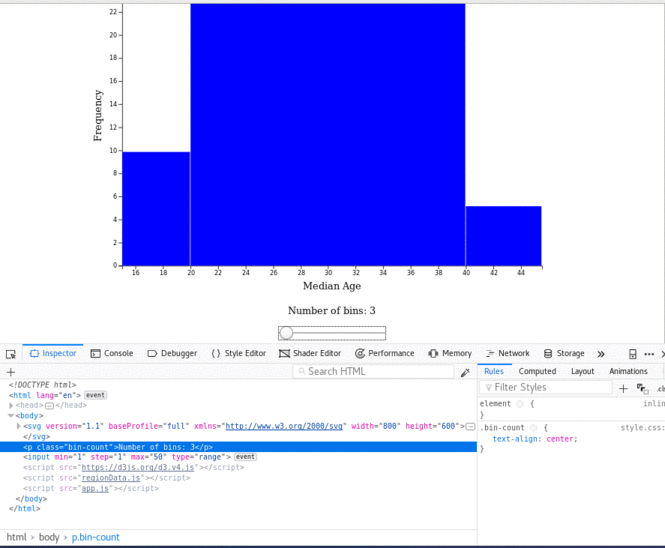 22
20
18
16
14
12
10
8
6
4
2
0
Frequency
16 18 20 22 24 26 28 30 32 34 36 38 40 42 44
Median Age
Number of bins: 3
Inspector Console Debugger Style Editor Shader Editor Performance Memory Network Storage
Search HTML
Rules Computed Layout Animations
Filter Styles
<!DOCTYPE html>
<html lang="en"> event
<head>…</head>
<body>
<svg version="1.1" baseProfile="full" xmlns="http://www.w3.org/2000/svg" width="800" height="600">…
</svg>
<p class="bin-count">Number of bins: 3</p>
<input min="1" step="1" max="50" type="range"> event
<script src="https://d3js.org/d3.v4.js"></script>
<script src="regionData.js"></script>
<script src="app.js"></script>
</body>
</html>
element { inlin
}
.bin-count { style.css:
text-align: center;
}
html > body > p.bin-count